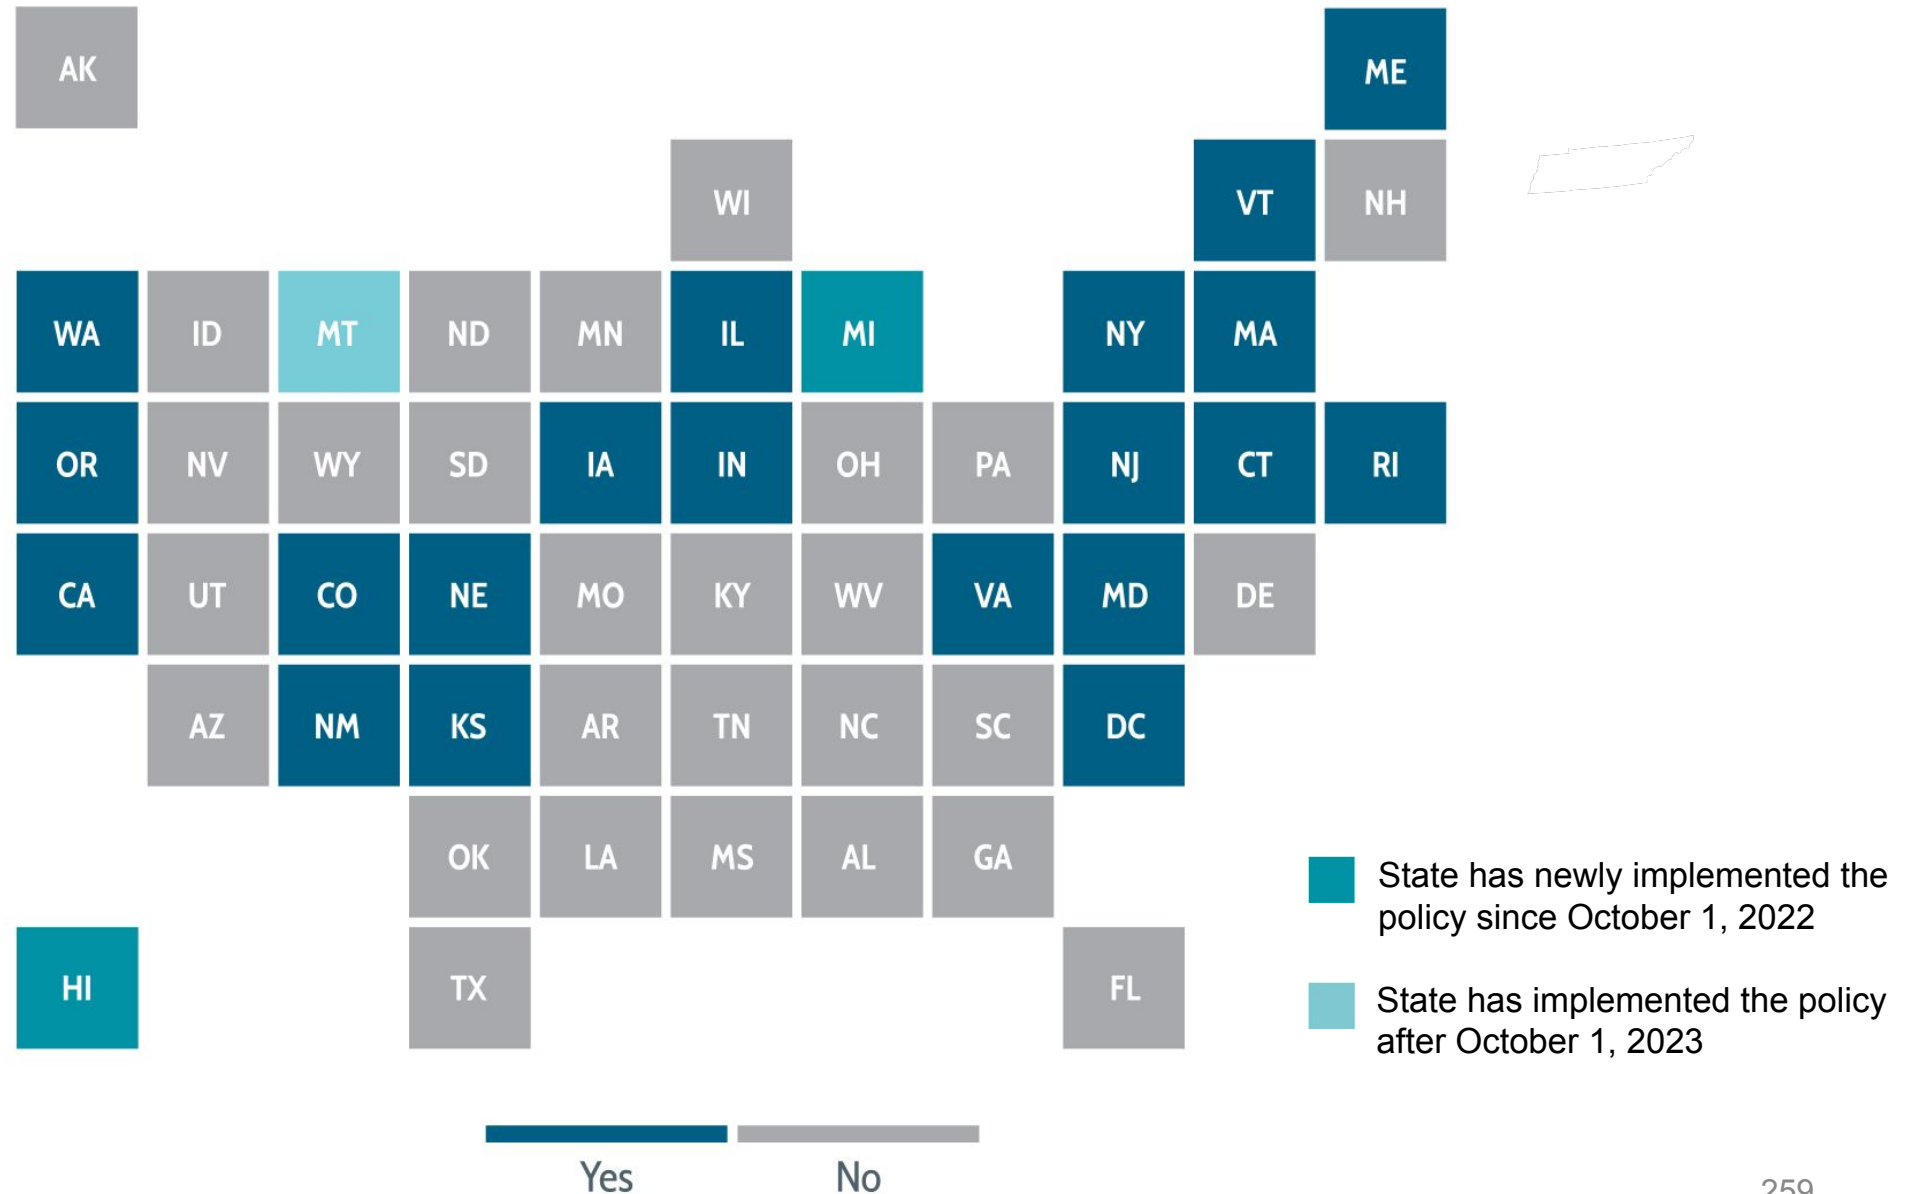 AK
ME
WI
VT
NH
WA
ID
MT
ND
MN
IL
MI
NY
MA
OR
NV
WY
SD
IA
IN
OH
PA
NJ
CT
RI
CA
UT
CO
NE
MO
KY
WV
VA
MD
DE
AZ
NM
KS
AR
TN
NC
SC
DC
OK
LA
MS
AL
GA
HI
TX
FL
State has newly implemented the
policy since October 1, 2022
State has implemented the policy
after October 1, 2023
Yes
No
259